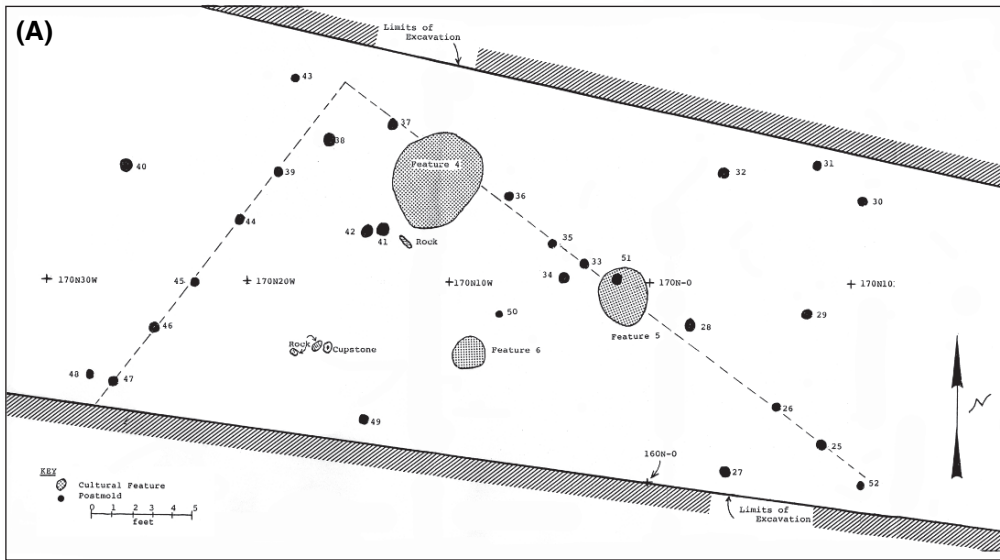 (A)
Limits of
Excavation
43
37
38
Feature 4
40
39
36
32
31
30
44
42
41
Rock
35
33
34
51
170N30W
45
170N20W
170N10W
170N-0
170N10
50
28
29
46
Rock
Cupstone
Feature 6
Feature 5
48
47
49
26
25
N
160N-0
27
52
KEY
Cultural Feature
Postmold
0 1 2 3 4 5
feet
Limits of
Excavation